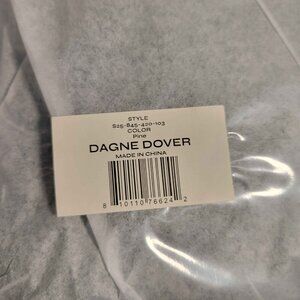 STYLE
S25-845-420-103
COLOR
Pine
DAGNE DOVER
MADE IN CHINA
8 10110 76624 2